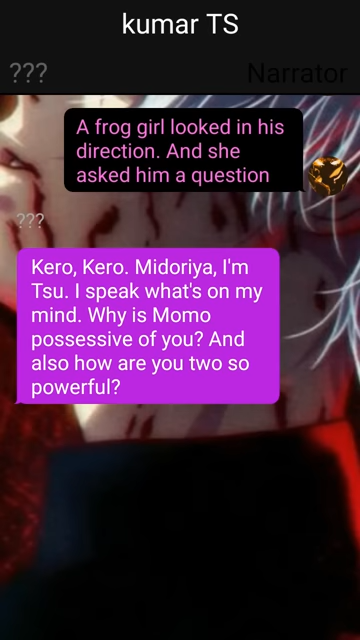 kumar TS
??? Narrator
A frog girl looked in his
direction. And she
asked him a question
???
Kero, Kero. Midoriya, I'm
Tsu. I speak what's on my
mind. Why is Momo
possessive of you? And
also how are you two so
powerful?